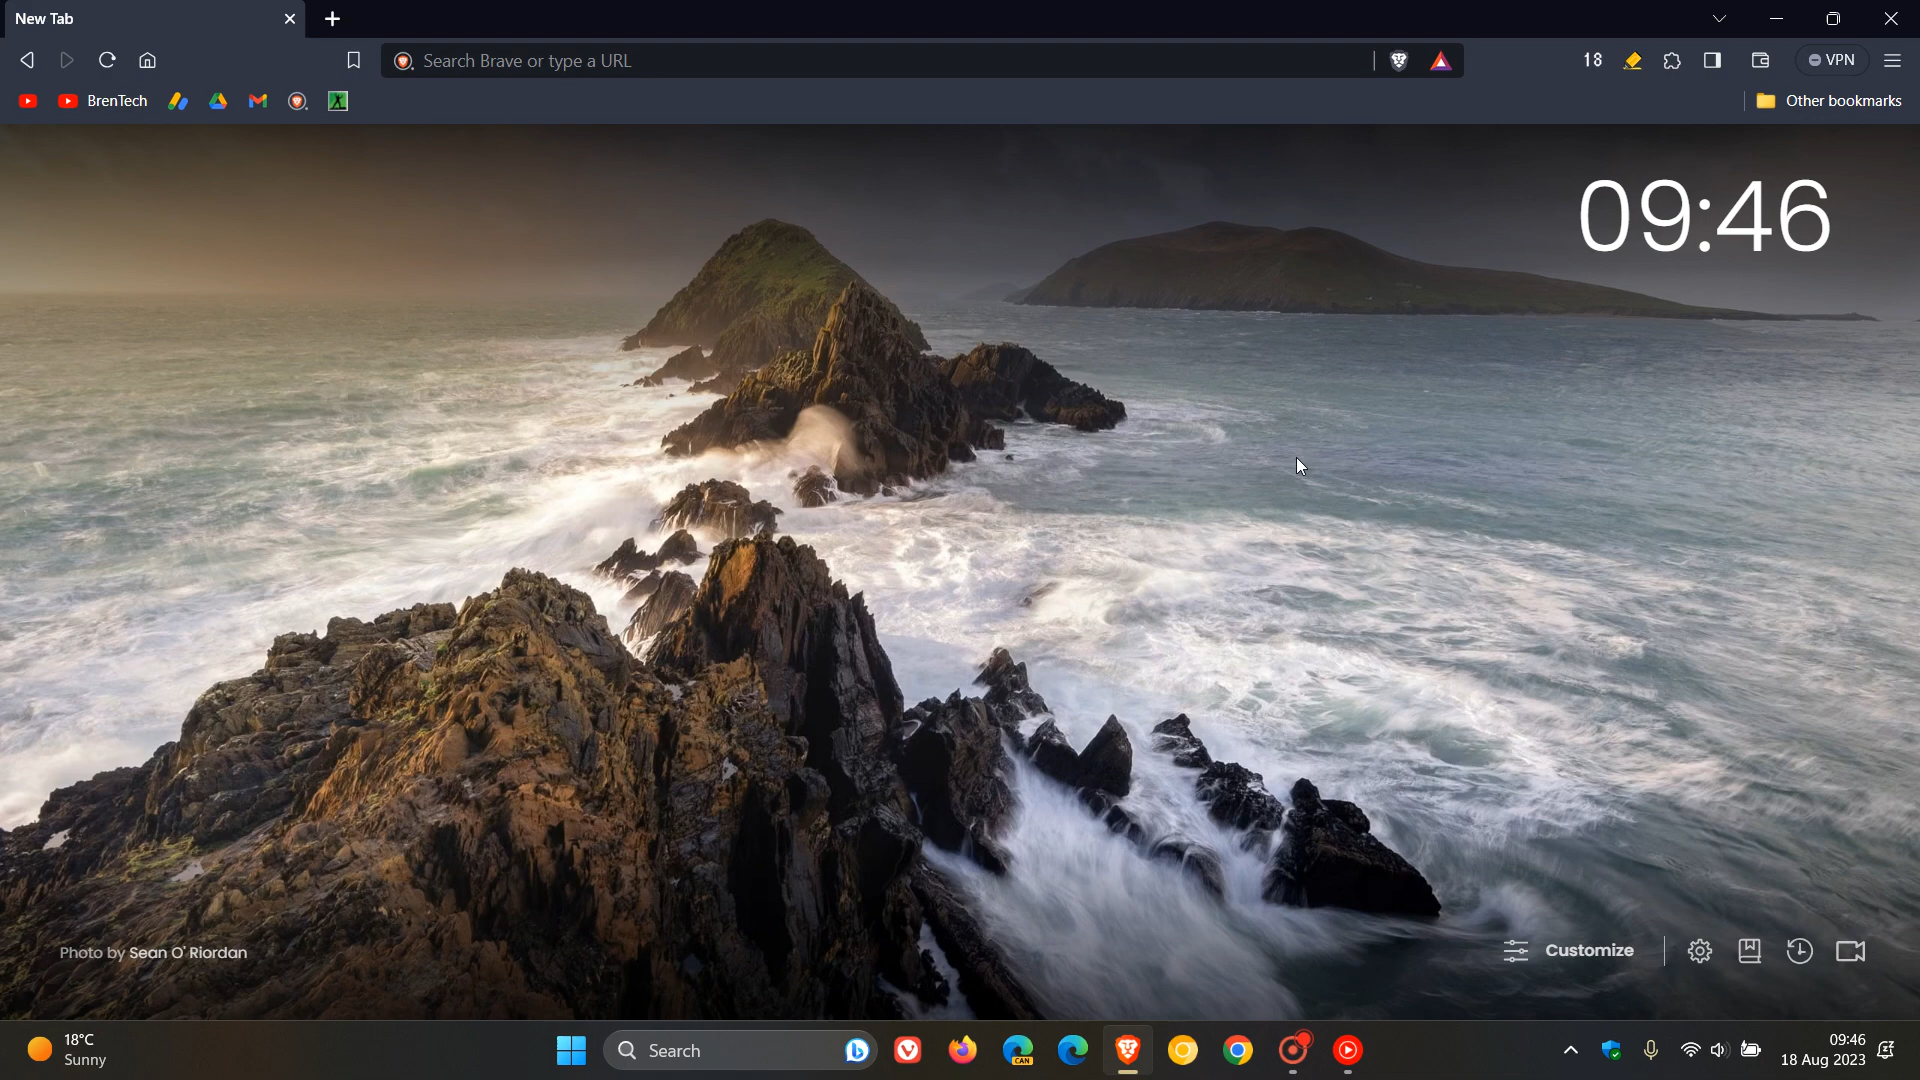 New Tab
Search Brave or type a URL
18
VPN
BrenTech
Other bookmarks
09:46
Photo by Sean O' Riordan
Customize
18°C
Sunny
Search
CAN
09:46
18 Aug 2023